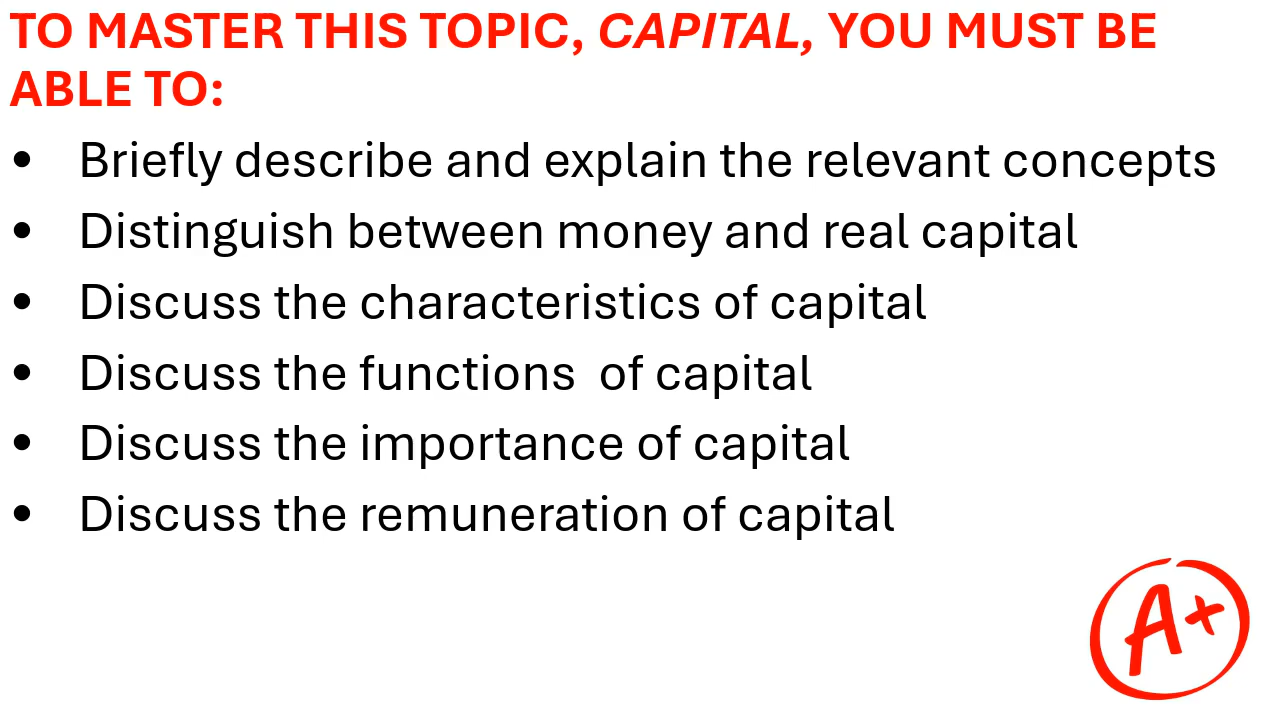 TO MASTER THIS TOPIC, CAPITAL, YOU MUST BE
ABLE TO:
• Briefly describe and explain the relevant concepts
• Distinguish between money and real capital
• Discuss the characteristics of capital
• Discuss the functions  of capital
• Discuss the importance of capital
• Discuss the remuneration of capital
A+